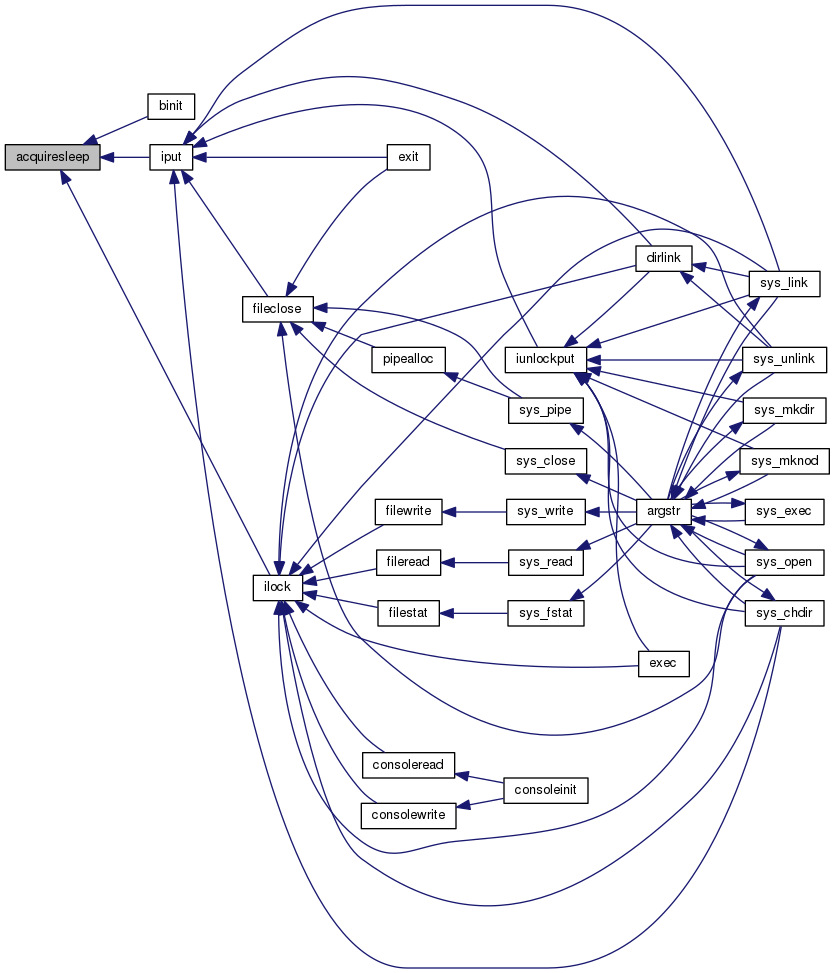 binit
acquiresleep
iput
exit
dirlink
sys_link
fileclose
pipealloc
iunlockput
sys_unlink
sys_pipe
sys_mkdir
sys_close
sys_mknod
filewrite
sys_write
argstr
sys_exec
fileread
sys_read
sys_open
ilock
filestat
sys_fstat
sys_chdir
exec
consoleread
consoleinit
consolewrite